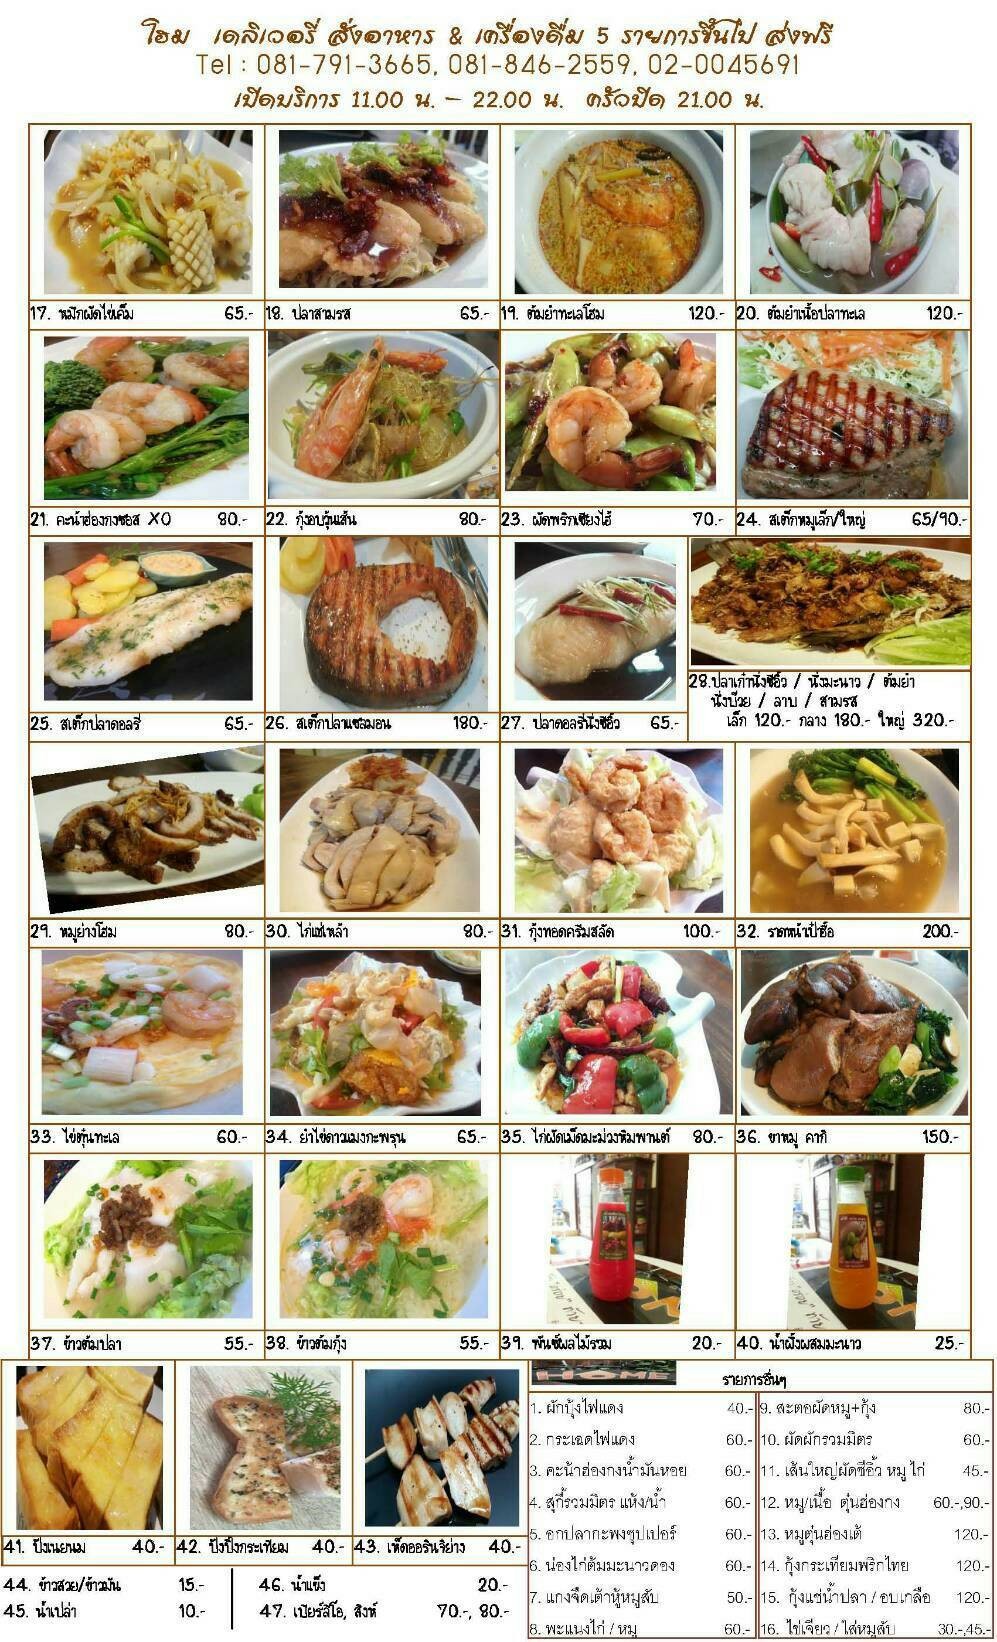 โฮม เดลิเวอรี่ สั่งอาหาร & เครื่องดื่ม 5 รายการขึ้นไป ส่งฟรี
Tel : 081-791-3665, 081-846-2559, 02-0045691
เปิดบริการ 11.00 น. – 22.00 น. ครัวปิด 21.00 น.
17. หมึกผัดไข่เค็ม 65.-
18. ปลาสามรส 65.-
19. ต้มยำทะเลโฮม 120.-
20. ต้มยำเนื้อปลาทะเล 120.-
21. คะน้าฮ่องกงซอส XO 80.-
22. กุ้งอบวุ้นเส้น 80.-
23. ผัดพริกเซี่ยงไฮ้ 70.-
24. สเต็กหมูเล็ก/ใหญ่ 65/90.-
25. สเต็กปลาดอลรี่ 65.-
26. สเต็กปลาแซลมอน 180.-
27. ปลาดอลรี่นึ่งซีอิ๊ว 65.-
28.ปลาเก๋านึ่งซีอิ๊ว / นึ่งมะนาว / ต้มยำ
นึ่งบ๊วย / ลาบ / สามรส
เล็ก 120.- กลาง 180.- ใหญ่ 320.-
29. หมูย่างโฮม 80.-
30. ไก่แช่เหล้า 80.-
31. กุ้งทอดครีมสลัด 100.-
32. ราดหน้าเป๋าฮื้อ 200.-
33. ไข่ตุ๋นทะเล 60.-
34. ยำไข่ดาวแมงกะพรุน 65.-
35. ไก่ผัดเม็ดมะม่วงหิมพานต์ 80.-
36. ขาหมู คากิ 150.-
37. ข้าวต้มปลา 55.-
38. ข้าวต้มกุ้ง 55.-
39. พันช์ผลไม้รวม 20.-
40. น้ำผึ้งผสมมะนาว 25.-
41. ปังเนยนม 40.-
42. ปังปิ้งกระเทียม 40.-
43. เห็ดออรินจิย่าง 40.-
44. ข้าวสวย/ข้าวมัน 15.-
45. น้ำเปล่า 10.-
46. น้ำแข็ง 20.-
47. เบียร์ลีโอ, สิงห์ 70.-, 80.-
HOME
รายการอื่นๆ
1. ผักบุ้งไฟแดง 40.-
2. กระเฉดไฟแดง 60.-
3. คะน้าฮ่องกงน้ำมันหอย 60.-
4. สุกี้รวมมิตร แห้ง/น้ำ 60.-
5. อกปลากะพงซุปเปอร์ 60.-
6. น่องไก่ต้มมะนาวดอง 60.-
7. แกงจืดเต้าหู้หมูสับ 50.-
8. พะแนงไก่ / หมู 60.-
9. สะตอผัดหมู+กุ้ง 80.-
10. ผัดผักรวมมิตร 60.-
11. เส้นใหญ่ผัดซีอิ๊ว หมู ไก่ 45.-
12. หมู/เนื้อ ตุ๋นฮ่องกง 60.-,90.-
13. หมูตุ๋นฮ่องเต้ 120.-
14. กุ้งกระเทียมพริกไทย 120.-
15. กุ้งแช่น้ำปลา / อบเกลือ 120.-
16. ไข่เจียว / ใส่หมูสับ 30.-,45.-